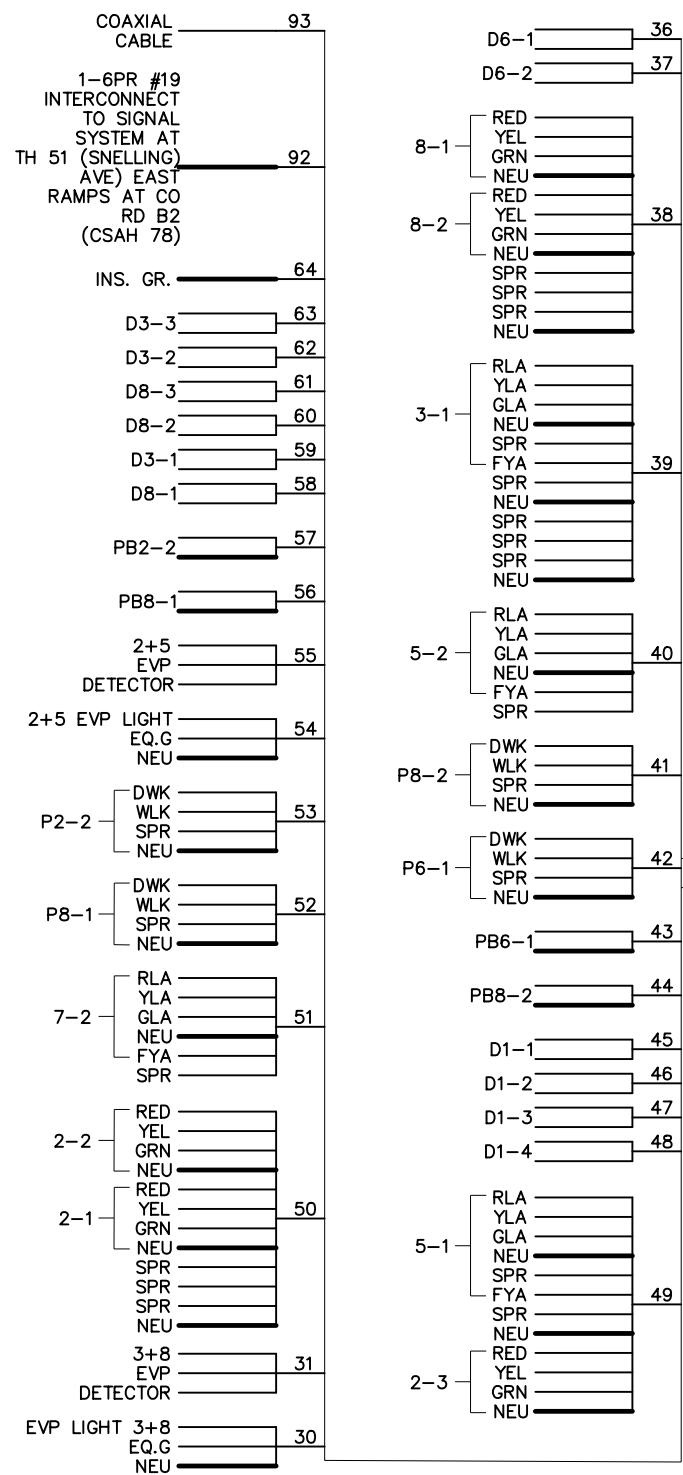 COAXIAL
CABLE
93
1-6PR #19
INTERCONNECT
TO SIGNAL
SYSTEM AT
TH 51 (SNELLING)
AVE) EAST
RAMPS AT CO
RD B2
(CSAH 78)
92
INS. GR.
64
D3-3
63
D3-2
62
D8-3
61
D8-2
60
D3-1
59
D8-1
58
PB2-2
57
PB8-1
56
2+5
EVP
DETECTOR
55
2+5 EVP LIGHT
EQ.G
NEU
54
P2-2
DWK
WLK
SPR
NEU
53
P8-1
DWK
WLK
SPR
NEU
52
7-2
RLA
YLA
GLA
NEU
FYA
SPR
51
2-2
RED
YEL
GRN
NEU
2-1
RED
YEL
GRN
NEU
SPR
SPR
SPR
NEU
50
3+8
EVP
DETECTOR
31
EVP LIGHT 3+8
EQ.G
NEU
30
D6-1
36
D6-2
37
8-1
RED
YEL
GRN
NEU
8-2
RED
YEL
GRN
NEU
SPR
SPR
SPR
NEU
38
3-1
RLA
YLA
GLA
NEU
SPR
FYA
SPR
NEU
SPR
SPR
SPR
NEU
39
5-2
RLA
YLA
GLA
NEU
FYA
SPR
40
P8-2
DWK
WLK
SPR
NEU
41
P6-1
DWK
WLK
SPR
NEU
42
PB6-1
43
PB8-2
44
D1-1
45
D1-2
46
D1-3
47
D1-4
48
5-1
RLA
YLA
GLA
NEU
SPR
FYA
SPR
NEU
2-3
RED
YEL
GRN
NEU
49